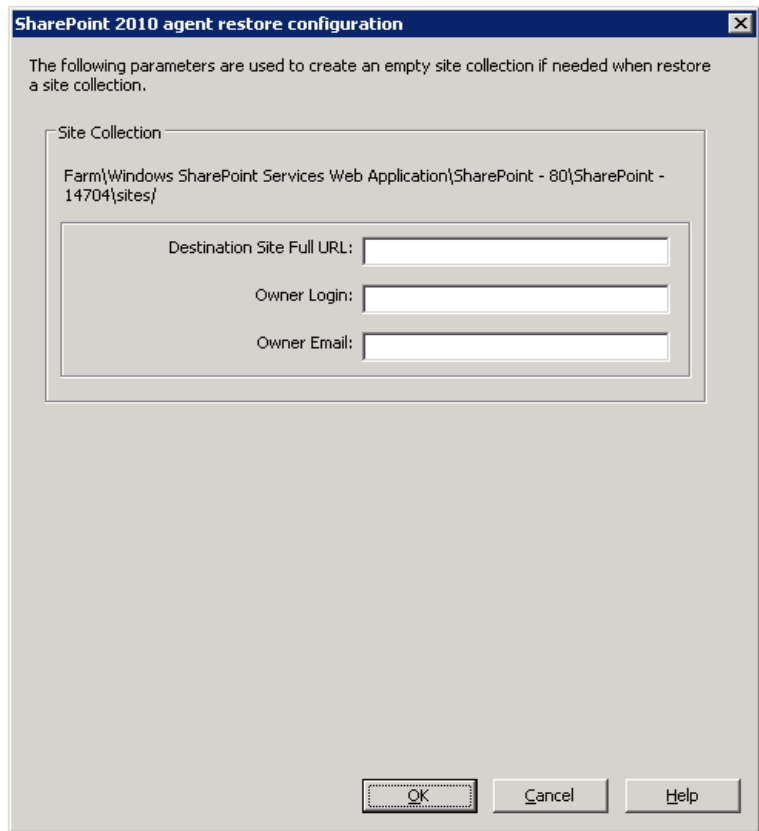 SharePoint 2010 agent restore configuration
The following parameters are used to create an empty site collection if needed when restore
a site collection.
Site Collection
Farm\Windows SharePoint Services Web Application\SharePoint - 80\SharePoint -
14704\sites/
Destination Site Full URL:
Owner Login:
Owner Email:
OK Cancel Help